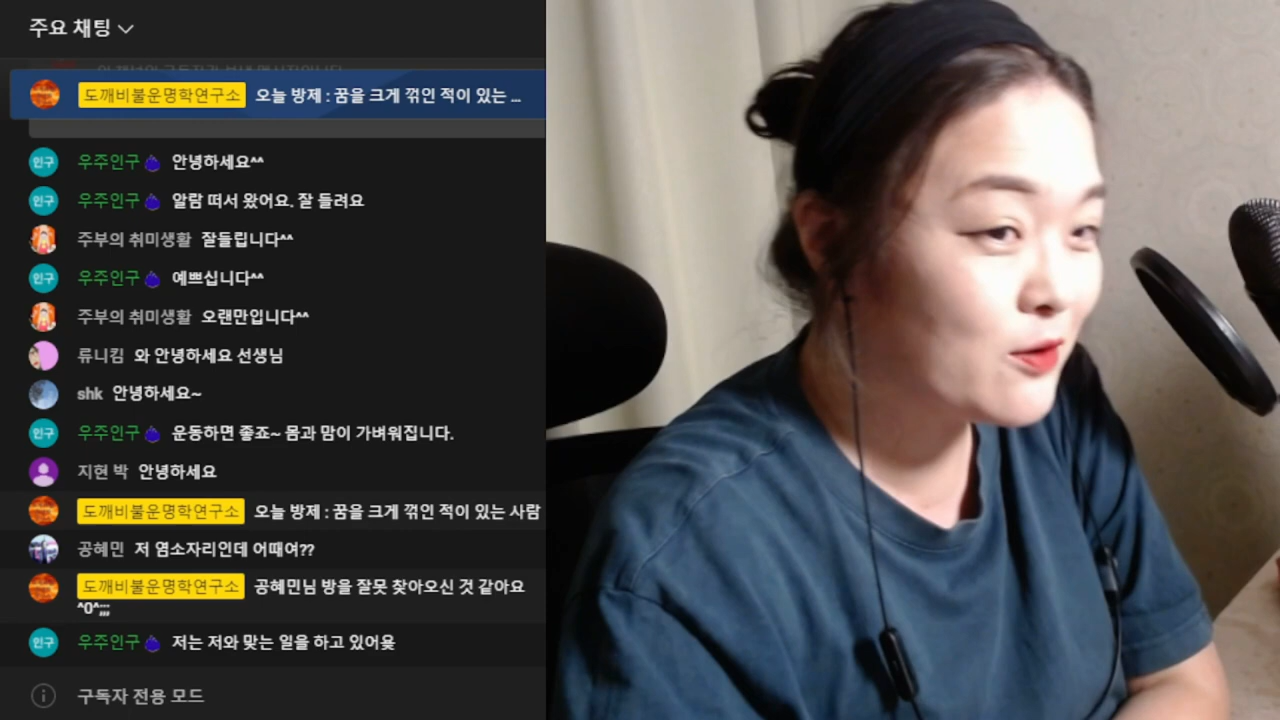 주요 채팅
도깨비불운명학연구소 오늘 방제 : 꿈을 크게 꺾인 적이 있는 ...
인구 우주인구 안녕하세요^^
인구 우주인구 알람 떠서 왔어요. 잘 들려요
주부의 취미생활 잘들립니다^^
인구 우주인구 예쁘십니다^^
주부의 취미생활 오랜만입니다^^
류니킴 와 안녕하세요 선생님
shk 안녕하세요~
인구 우주인구 운동하면 좋죠~ 몸과 맘이 가벼워집니다.
지현 박 안녕하세요
도깨비불운명학연구소 오늘 방제 : 꿈을 크게 꺾인 적이 있는 사람
공혜민 저 염소자리인데 어때여??
도깨비불운명학연구소 공혜민님 방을 잘못 찾아오신 것 같아요
^0^;;;
인구 우주인구 저는 저와 맞는 일을 하고 있어욪
구독자 전용 모드